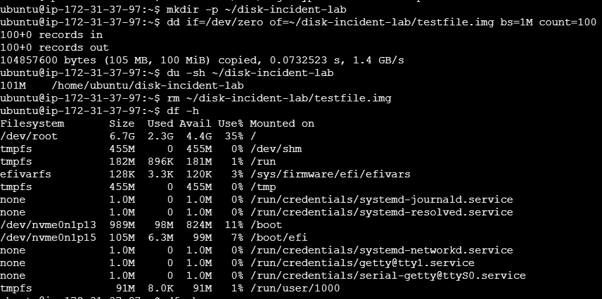 ubuntu@ip-172-31-37-97:~$ mkdir -p ~/disk-incident-lab
ubuntu@ip-172-31-37-97:~$ dd if=/dev/zero of=~/disk-incident-lab/testfile.img bs=1M count=100
100+0 records in
100+0 records out
104857600 bytes (105 MB, 100 MiB) copied, 0.0732523 s, 1.4 GB/s
ubuntu@ip-172-31-37-97:~$ du -sh ~/disk-incident-lab
101M    /home/ubuntu/disk-incident-lab
ubuntu@ip-172-31-37-97:~$ rm ~/disk-incident-lab/testfile.img
ubuntu@ip-172-31-37-97:~$ df -h
Filesystem       Size  Used Avail Use% Mounted on
/dev/root        6.7G  2.3G  4.4G  35% /
tmpfs            455M     0  455M   0% /dev/shm
tmpfs            182M  896K  181M   1% /run
efivarfs         128K  3.3K  120K   3% /sys/firmware/efi/efivars
tmpfs            455M     0  455M   0% /tmp
none             1.0M     0  1.0M   0% /run/credentials/systemd-journald.service
none             1.0M     0  1.0M   0% /run/credentials/systemd-resolved.service
/dev/nvme0n1p13  989M   98M  824M  11% /boot
/dev/nvme0n1p15  105M  6.3M   99M   7% /boot/efi
none             1.0M     0  1.0M   0% /run/credentials/systemd-networkd.service
none             1.0M     0  1.0M   0% /run/credentials/getty@tty1.service
none             1.0M     0  1.0M   0% /run/credentials/serial-getty@ttyS0.service
tmpfs             91M  8.0K   91M   1% /run/user/1000